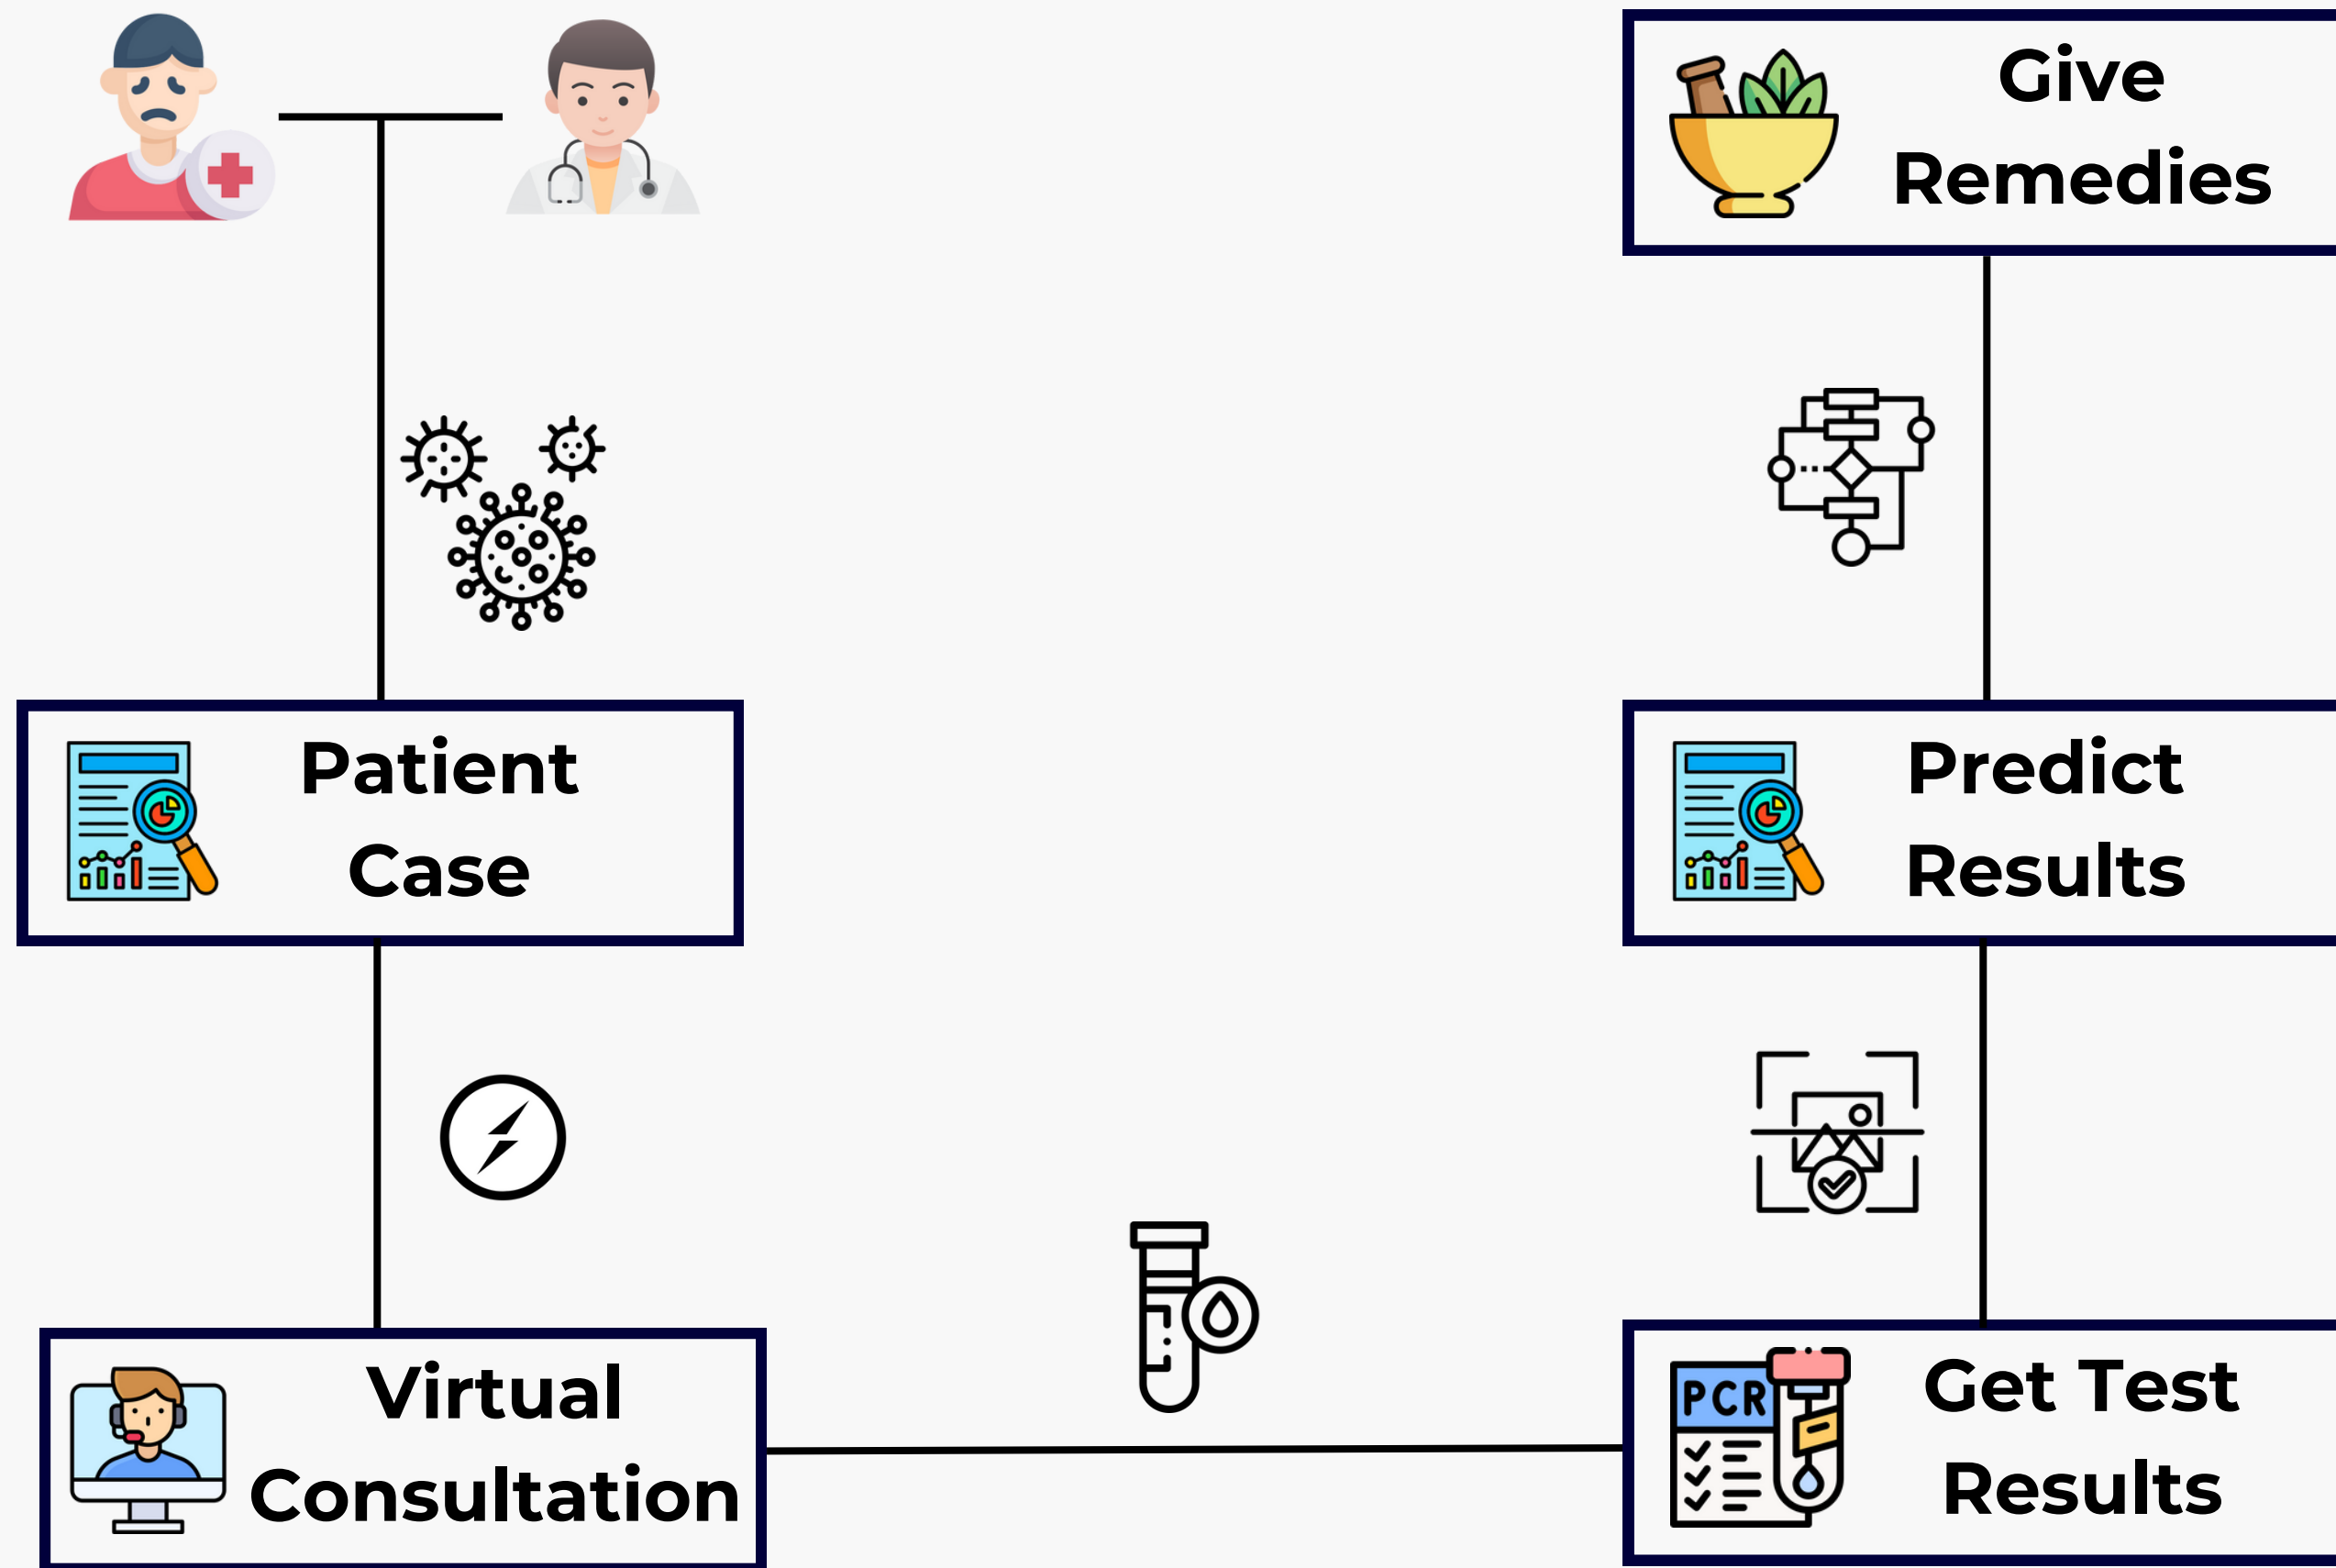 Give
Remedies
Patient
Case
Predict
Results
Virtual
Consultation
PCR
Get Test
Results